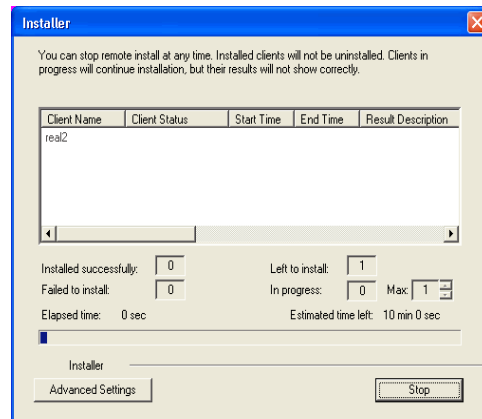 Installer
You can stop remote install at any time. Installed clients will not be uninstalled. Clients in
progress will continue installation, but their results will not show correctly.
Client Name Client Status Start Time End Time Result Description
real2
Installed successfully: 0 Left to install: 1
Failed to install: 0 In progress: 0 Max: 1
Elapsed time: 0 sec Estimated time left: 10 min 0 sec
Installer
Advanced Settings Stop